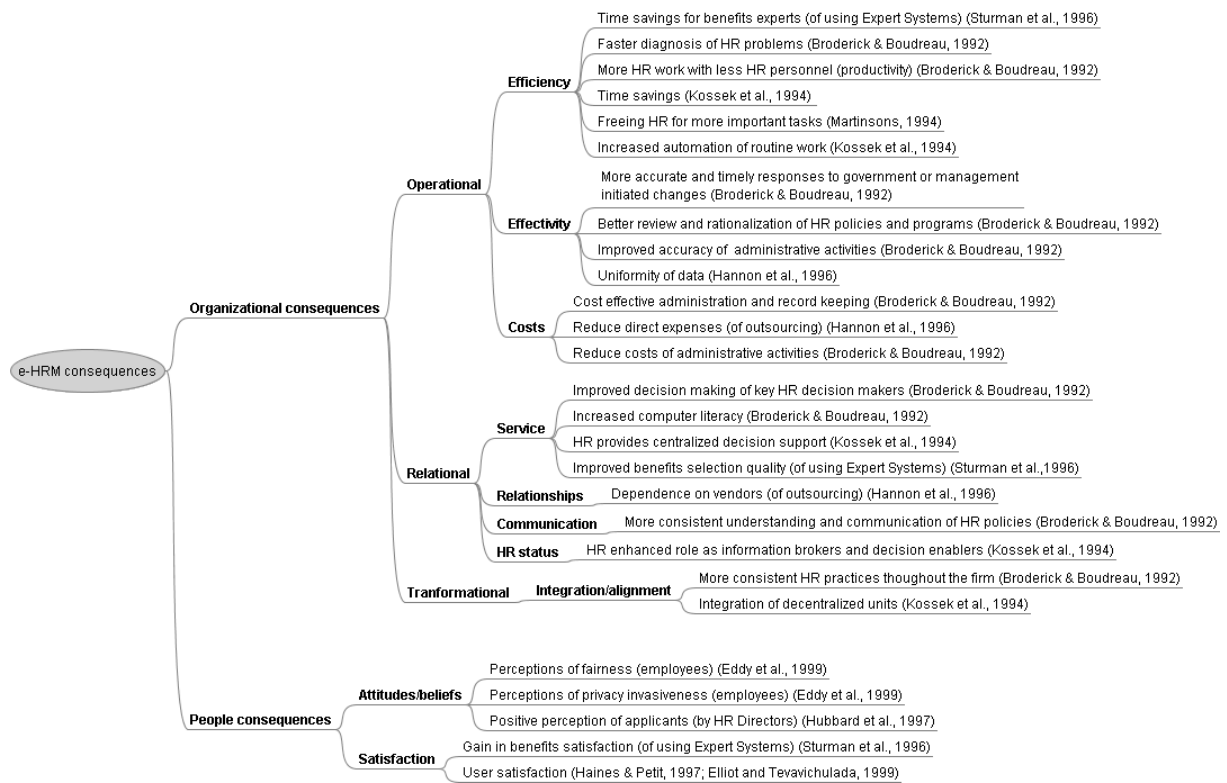 Time savings for benefits experts (of using Expert Systems) (Sturman et al., 1996)
Faster diagnosis of HR problems (Broderick & Boudreau, 1992)
More HR work with less HR personnel (productivity) (Broderick & Boudreau, 1992)
Efficiency
Time savings (Kossek et al., 1994)
Freeing HR for more important tasks (Martinsons, 1994)
Increased automation of routine work (Kossek et al., 1994)
Operational
More accurate and timely responses to government or management
initiated changes (Broderick & Boudreau, 1992)
Effectivity
Better review and rationalization of HR policies and programs (Broderick & Boudreau, 1992)
Improved accuracy of administrative activities (Broderick & Boudreau, 1992)
Uniformity of data (Hannon et al., 1996)
Organizational consequences
Cost effective administration and record keeping (Broderick & Boudreau, 1992)
Costs
Reduce direct expenses (of outsourcing) (Hannon et al., 1996)
Reduce costs of administrative activities (Broderick & Boudreau, 1992)
e-HRM consequences
Improved decision making of key HR decision makers (Broderick & Boudreau, 1992)
Increased computer literacy (Broderick & Boudreau, 1992)
Service
HR provides centralized decision support (Kossek et al., 1994)
Improved benefits selection quality (of using Expert Systems) (Sturman et al.,1996)
Relational
Relationships
Dependence on vendors (of outsourcing) (Hannon et al., 1996)
Communication
More consistent understanding and communication of HR policies (Broderick & Boudreau, 1992)
HR status
HR enhanced role as information brokers and decision enablers (Kossek et al., 1994)
Tranformational
Integration/alignment
More consistent HR practices thoughout the firm (Broderick & Boudreau, 1992)
Integration of decentralized units (Kossek et al., 1994)
Perceptions of fairness (employees) (Eddy et al., 1999)
Attitudes/beliefs
Perceptions of privacy invasiveness (employees) (Eddy et al., 1999)
Positive perception of applicants (by HR Directors) (Hubbard et al., 1997)
People consequences
Gain in benefits satisfaction (of using Expert Systems) (Sturman et al., 1996)
Satisfaction
User satisfaction (Haines & Petit, 1997; Elliot and Tevavichulada, 1999)